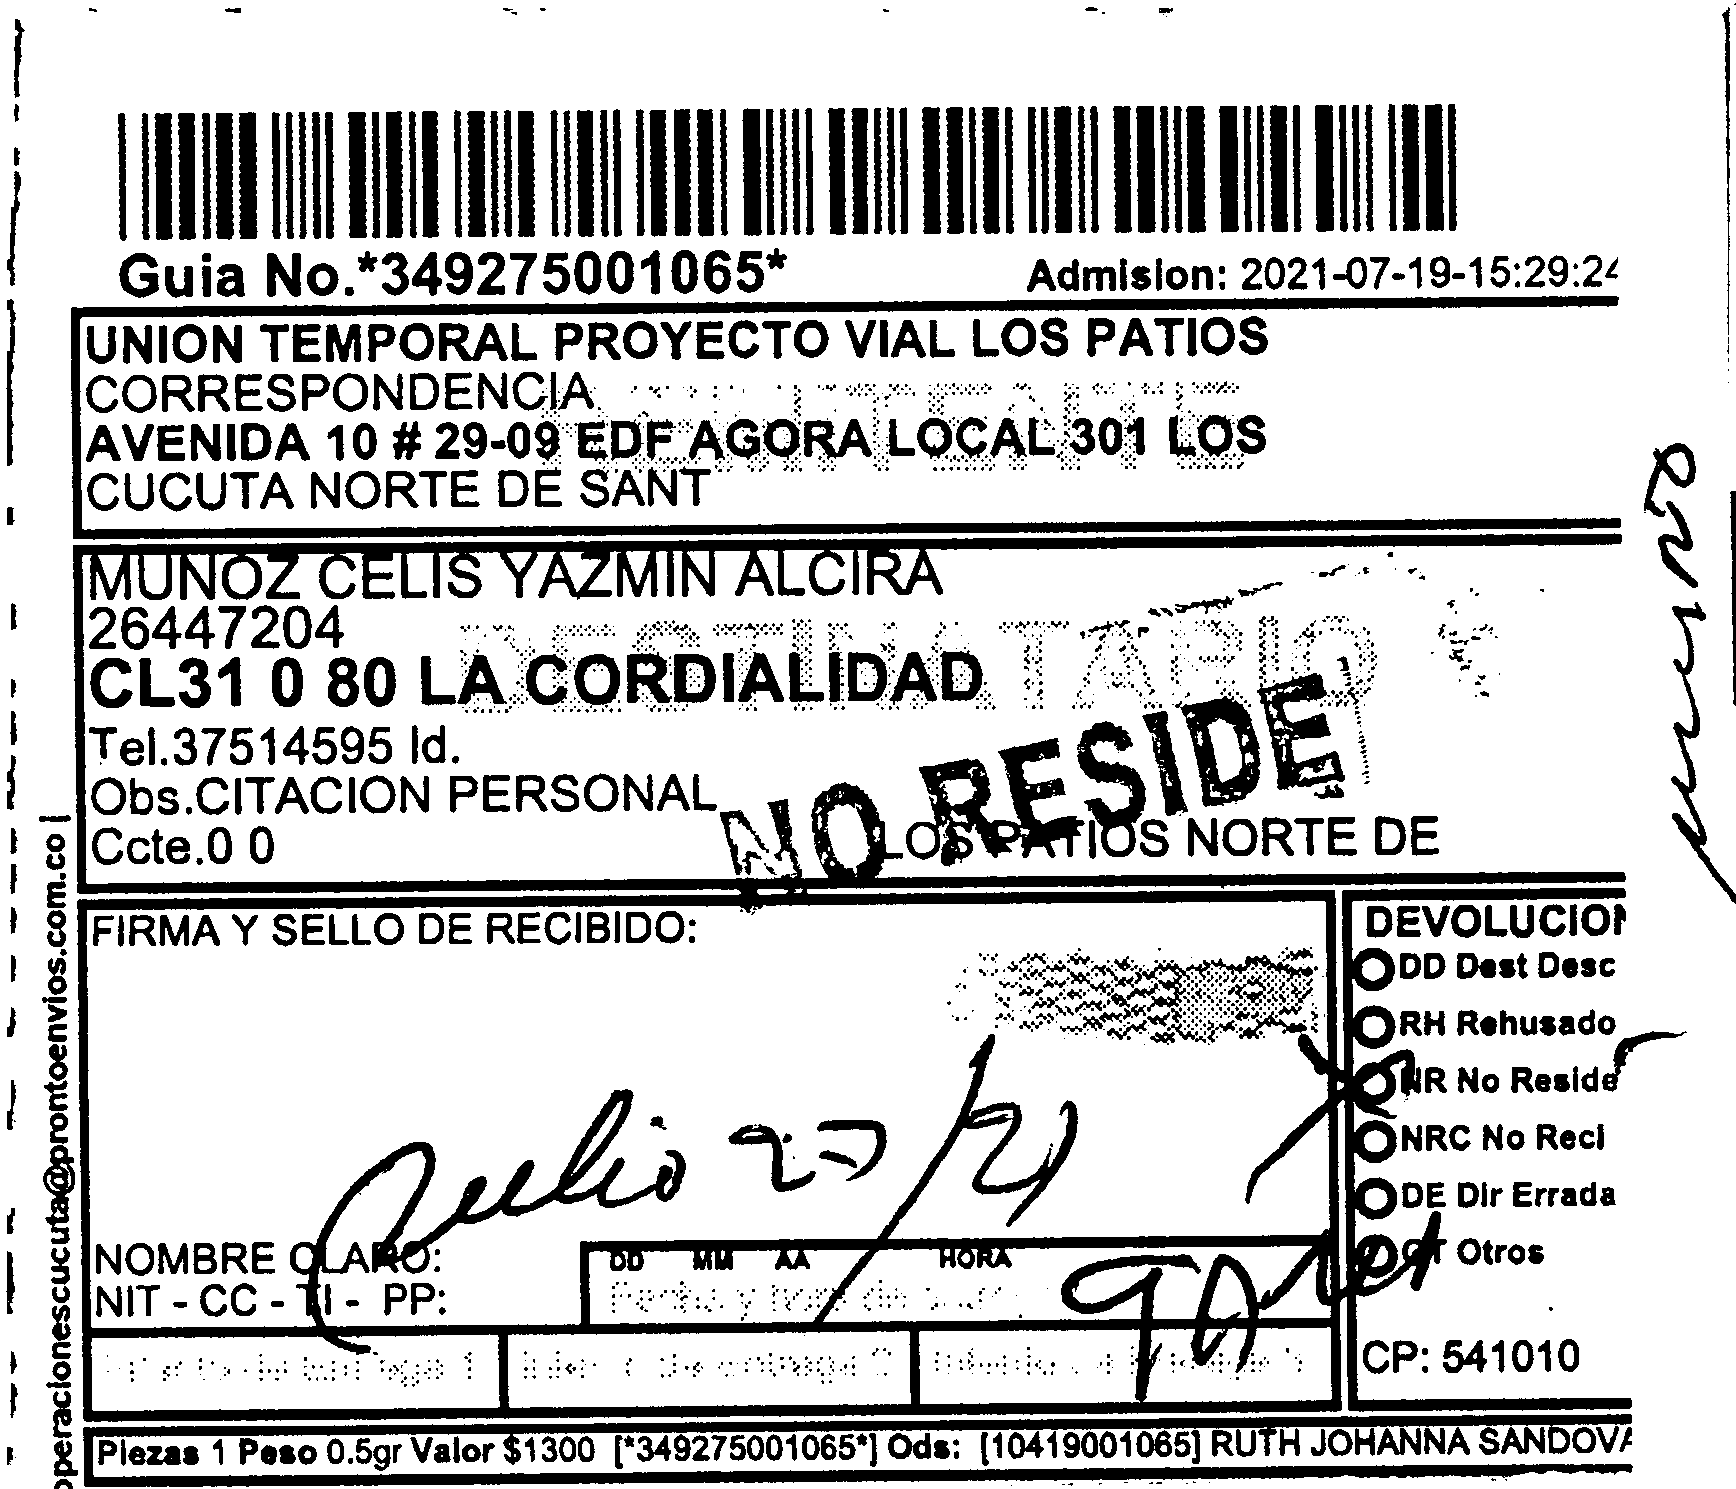 Guia No.*349275001065*
Admision: 2021-07-19-15:29:24
UNION TEMPORAL PROYECTO VIAL LOS PATIOS
CORRESPONDENCIA
AVENIDA 10 # 29-09 EDF AGORA LOCAL 301 LOS
CUCUTA NORTE DE SANT
MUNOZ CELIS YAZMIN ALCIRA
26447204
DESTINATARIO
CL31 0 80 LA CORDIALIDAD
Tel.37514595 Id.
Obs.CITACION PERSONAL
NO RESIDE
Ccte.0 0
LOS PATIOS NORTE DE
FIRMA Y SELLO DE RECIBIDO:
DEVOLUCION
DD Dest Desc
RH Rehusado
NR No Reside
NRC No Reci
DE Dir Errada
OT Otros
Julio 27/21
NOMBRE CLARO:
NIT - CC - TI - PP:
DD MM AA HORA
CP: 541010
Piezas 1 Peso 0.5gr Valor $1300 [*349275001065*] Ods: [10419001065] RUTH JOHANNA SANDOVA
operacionescucuta@prontoenvios.com.co |